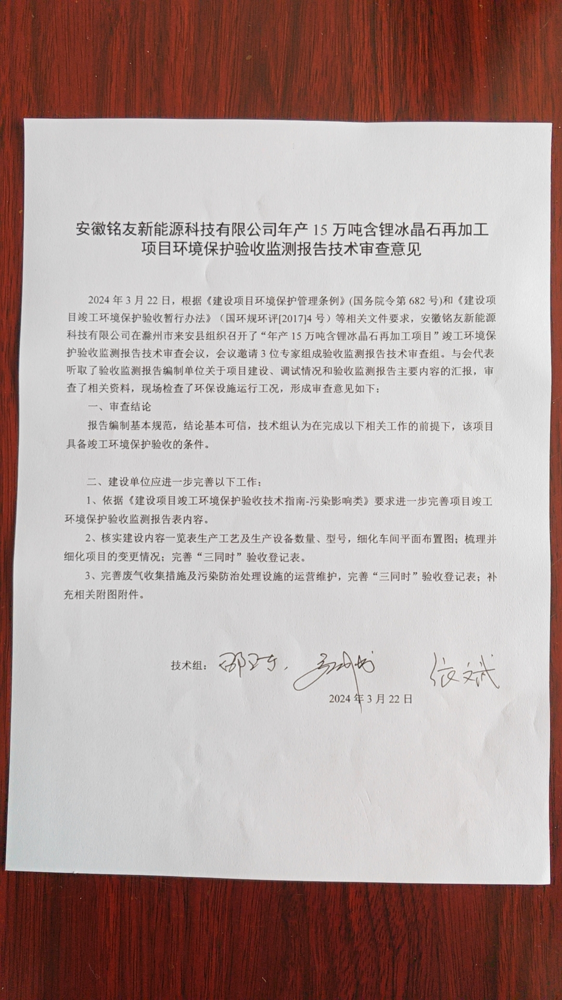 安徽铭友新能源科技有限公司年产 15 万吨含锂冰晶石再加工
项目环境保护验收监测报告技术审查意见
2024 年 3 月 22 日，根据《建设项目环境保护管理条例》(国务院令第 682 号)和《建设项
目竣工环境保护验收暂行办法》（国环规环评[2017]4 号）等相关文件要求，安徽铭友新能源
科技有限公司在滁州市来安县组织召开了“年产 15 万吨含锂冰晶石再加工项目”竣工环境保
护验收监测报告技术审查会议，会议邀请 3 位专家组成验收监测报告技术审查组。与会代表
听取了验收监测报告编制单位关于项目建设、调试情况和验收监测报告主要内容的汇报，审
查了相关资料，现场检查了环保设施运行工况，形成审查意见如下：
一、审查结论
报告编制基本规范，结论基本可信，技术组认为在完成以下相关工作的前提下，该项目
具备竣工环境保护验收的条件。
二、建设单位应进一步完善以下工作：
1、依据《建设项目竣工环境保护验收技术指南-污染影响类》要求进一步完善项目竣工
环境保护验收监测报告表内容。
2、核实建设内容一览表生产工艺及生产设备数量、型号，细化车间平面布置图；梳理并
细化项目的变更情况；完善“三同时”验收登记表。
3、完善废气收集措施及污染防治处理设施的运营维护，完善“三同时”验收登记表；补
充相关附图附件。
技术组：
2024 年 3 月 22 日